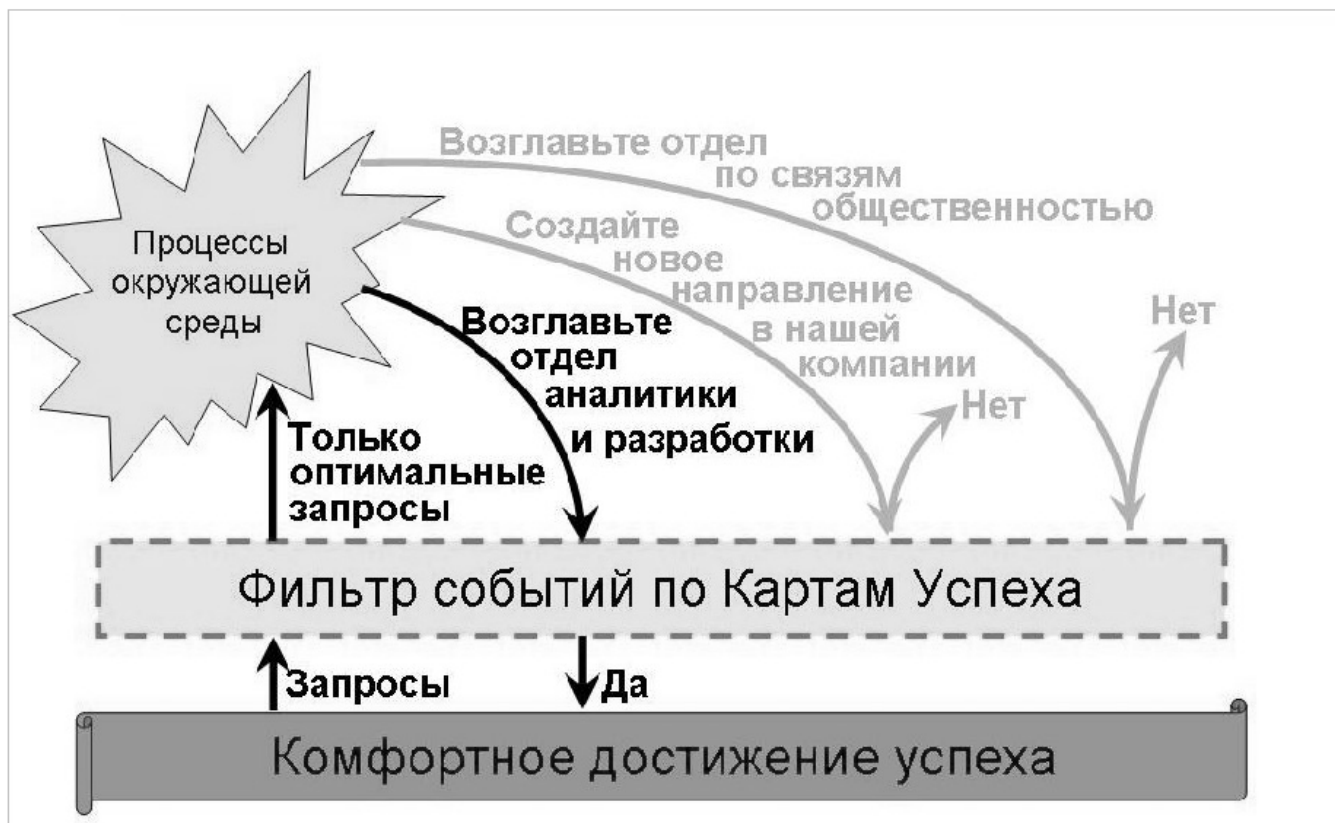 Возглавьте отдел
по связям
общественностью
Создайте
новое
направление
в нашей
компании
Нет
Нет
Процессы
окружающей
среды
Возглавьте
отдел
аналитики
и разработки
Только
оптимальные
запросы
Фильтр событий по Картам Успеха
Запросы
Да
Комфортное достижение успеха